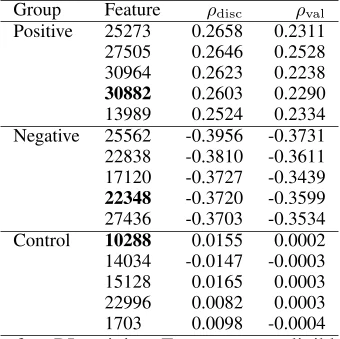 Group Feature ρdisc ρval
Positive 25273 0.2658 0.2311
27505 0.2646 0.2528
30964 0.2623 0.2238
30882 0.2603 0.2290
13989 0.2524 0.2334
Negative 25562 -0.3956 -0.3731
22838 -0.3810 -0.3611
17120 -0.3727 -0.3439
22348 -0.3720 -0.3599
27436 -0.3703 -0.3534
Control 10288 0.0155 0.0002
14034 -0.0147 -0.0003
15128 0.0165 0.0003
22996 0.0082 0.0003
1703 0.0098 -0.0004